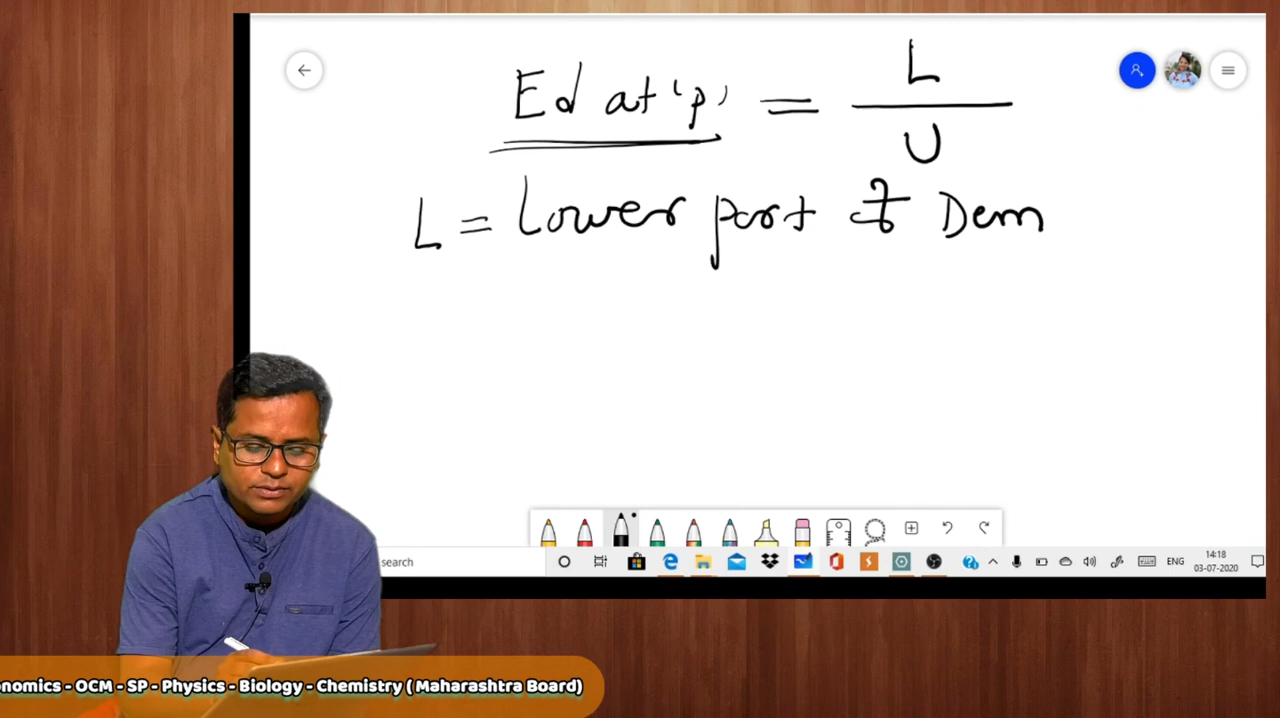 Ed at 'p' = L
U
L = Lower part of Dem
search
ENG
14:18
03-07-2020
nomics - OCM - SP - Physics - Biology - Chemistry ( Maharashtra Board)